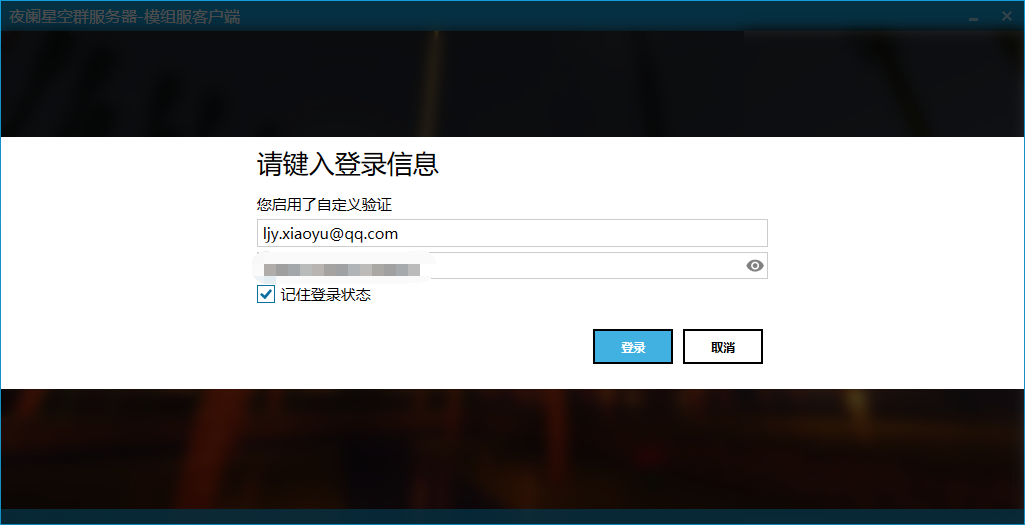 夜阑星空群服务器-模组服客户端
请键入登录信息
您启用了自定义验证
ljy.xiaoyu@qq.com
记住登录状态
登录
取消